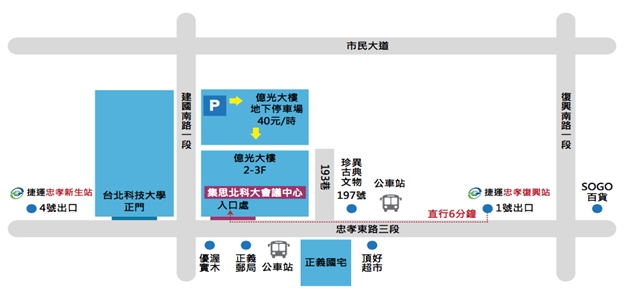 市民大道
建國南路一段
復興南路一段
P
億光大樓
地下停車場
40元/時
億光大樓
2-3F
集思北科大會議中心
入口處
193巷
珍異
古典
文物
197號
公車站
捷運忠孝新生站
4號出口
台北科技大學
正門
捷運忠孝復興站
1號出口
直行6分鐘
SOGO
百貨
忠孝東路三段
優渥
實木
正義
郵局
公車站
正義國宅
頂好
超市